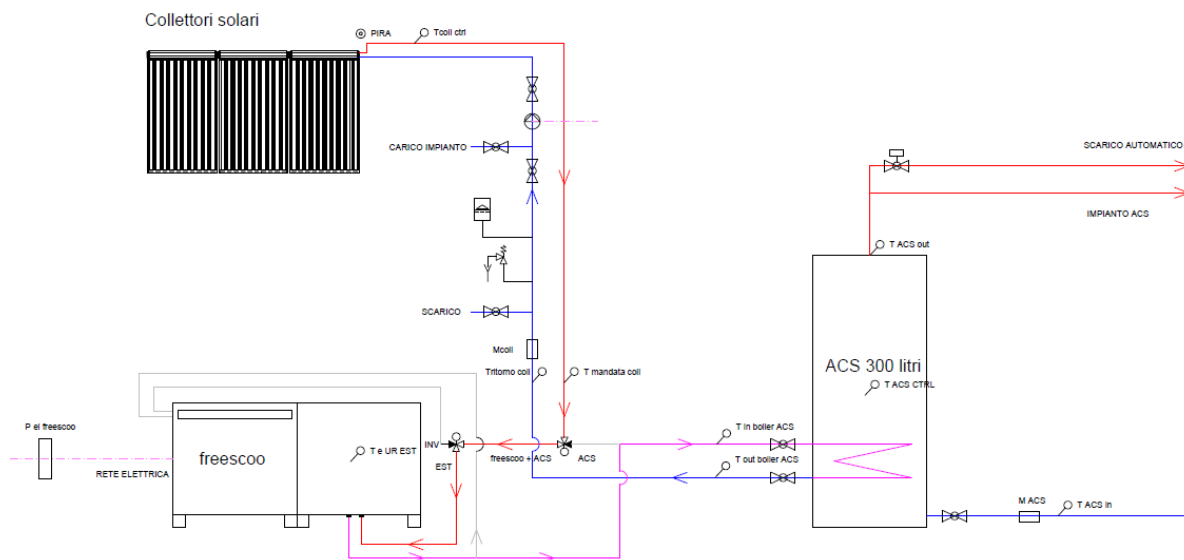 Collettori solari
PIRA
Tcoll ctrl
CARICO IMPIANTO
SCARICO AUTOMATICO
IMPIANTO ACS
T ACS out
SCARICO
Mcoll
Tritorno coll
T mandata coll
ACS 300 litri
T ACS CTRL
P el freescoo
RETE ELETTRICA
freescoo
T e UR EST
INV
EST
freescoo + ACS
ACS
T in boiler ACS
T out boiler ACS
M ACS
T ACS in